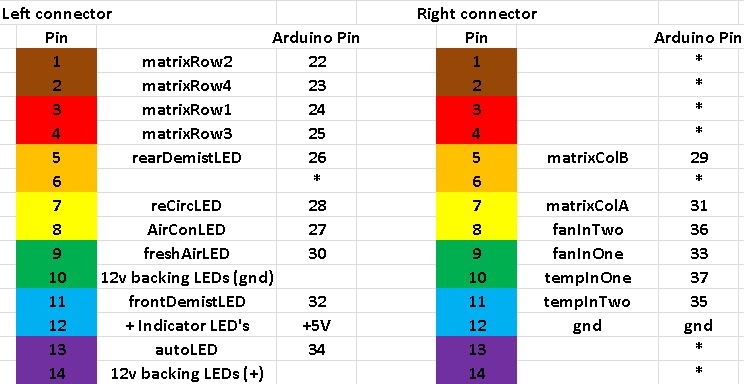 Left connector Right connector
Pin Arduino Pin Pin Arduino Pin
1 matrixRow2 22 1 *
2 matrixRow4 23 2 *
3 matrixRow1 24 3 *
4 matrixRow3 25 4 *
5 rearDemistLED 26 5 matrixColB 29
6 * 6 *
7 reCircLED 28 7 matrixColA 31
8 AirConLED 27 8 fanInTwo 36
9 freshAirLED 30 9 fanInOne 33
10 12v backing LEDs (gnd) 10 tempInOne 37
11 frontDemistLED 32 11 tempInTwo 35
12 + Indicator LED's +5V 12 gnd gnd
13 autoLED 34 13 *
14 12v backing LEDs (+) 14 *